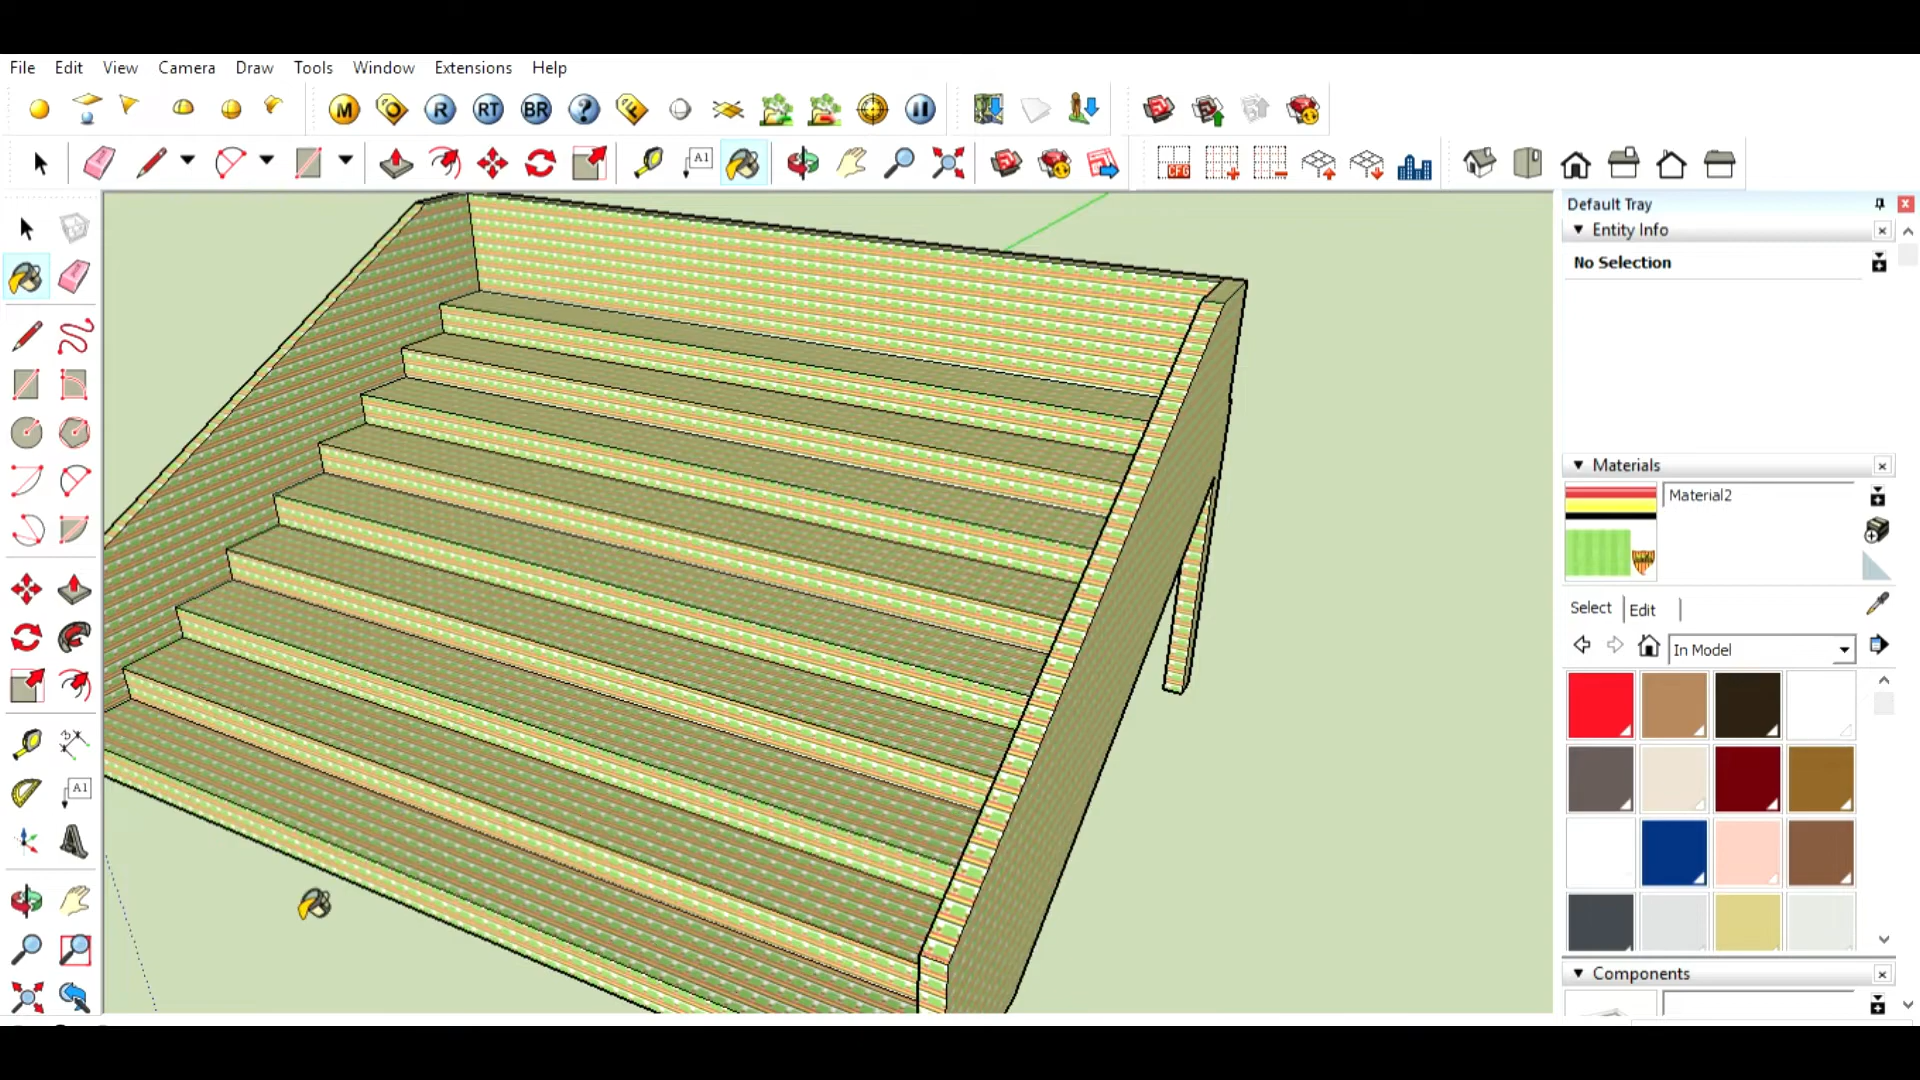 File Edit View Camera Draw Tools Window Extensions Help
M O R RT BR ? F
A1
CFG
Default Tray
Entity Info
No Selection
Materials
Material2
Select Edit
In Model
A1
Components